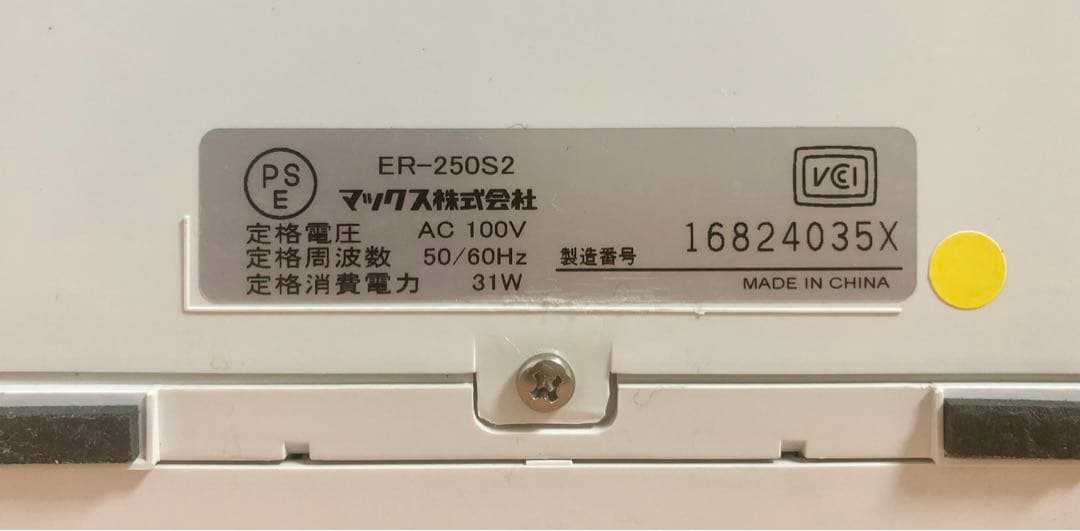 PS
E
ER-250S2
マックス株式会社
定格電圧 AC 100V
定格周波数 50/60Hz
定格消費電力 31W
VCCI
製造番号 16824035X
MADE IN CHINA